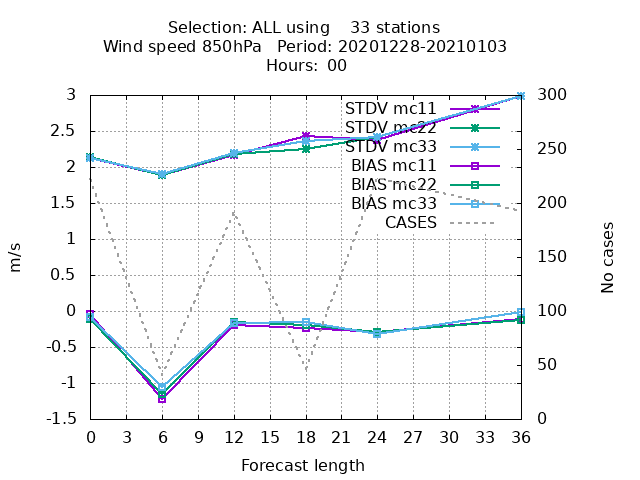 Selection: ALL using    33 stations
Wind speed 850hPa   Period: 20201228-20210103
Hours:  00
3
2.5
2
1.5
1
0.5
0
-0.5
-1
-1.5
m/s
STDV mc11
STDV mc22
STDV mc33
BIAS mc11
BIAS mc22
BIAS mc33
CASES
300
250
200
150
100
50
0
No cases
0 3 6 9 12 15 18 21 24 27 30 33 36
Forecast length